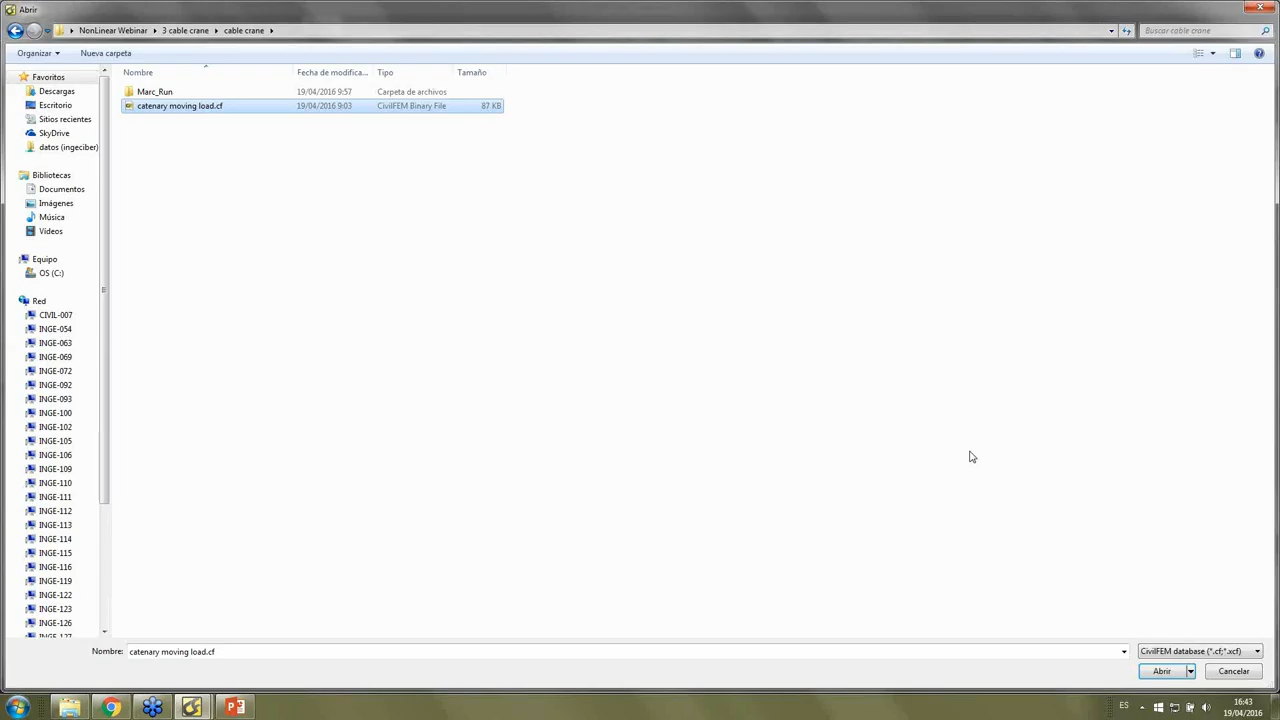 Abrir
NonLinear Webinar 3 cable crane cable crane
Buscar cable crane
Organizar Nueva carpeta
Nombre Fecha de modifica... Tipo Tamaño
Marc_Run 19/04/2016 9:57 Carpeta de archivos
catenary moving load.cf 19/04/2016 9:03 CivilFEM Binary File 87 KB
Favoritos
Descargas
Escritorio
Sitios recientes
SkyDrive
datos (ingeciber)
Bibliotecas
Documentos
Imágenes
Música
Vídeos
Equipo
OS (C:)
Red
CIVIL-007
INGE-054
INGE-063
INGE-069
INGE-072
INGE-092
INGE-093
INGE-100
INGE-102
INGE-105
INGE-106
INGE-109
INGE-110
INGE-111
INGE-112
INGE-113
INGE-114
INGE-115
INGE-116
INGE-119
INGE-122
INGE-123
INGE-126
INGE-127
Nombre: catenary moving load.cf CivilFEM database (*.cf;*.xcf)
Abrir Cancelar
ES 16:43
19/04/2016